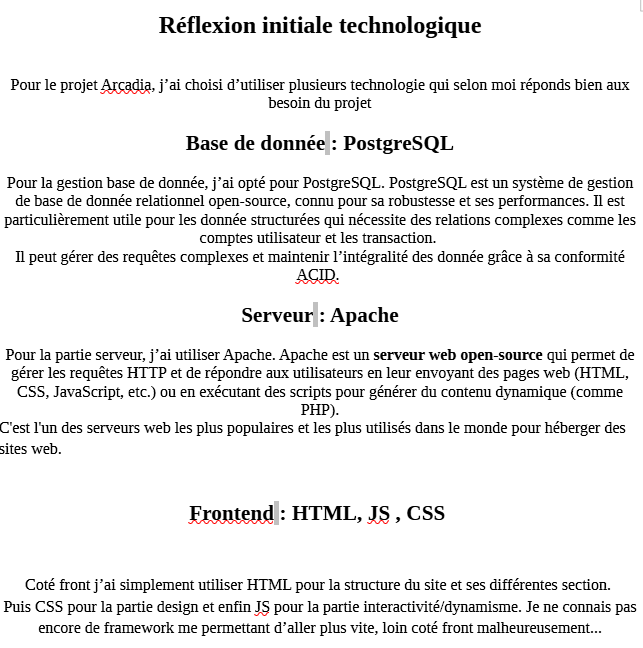 Réflexion initiale technologique
Pour le projet Arcadia, j’ai choisi d’utiliser plusieurs technologie qui selon moi réponds bien aux
besoin du projet
Base de donnée : PostgreSQL
Pour la gestion base de donnée, j’ai opté pour PostgreSQL. PostgreSQL est un système de gestion
de base de donnée relationnel open-source, connu pour sa robustesse et ses performances. Il est
particulièrement utile pour les donnée structurées qui nécessite des relations complexes comme les
comptes utilisateur et les transaction.
Il peut gérer des requêtes complexes et maintenir l’intégralité des donnée grâce à sa conformité
ACID.
Serveur : Apache
Pour la partie serveur, j’ai utiliser Apache. Apache est un serveur web open-source qui permet de
gérer les requêtes HTTP et de répondre aux utilisateurs en leur envoyant des pages web (HTML,
CSS, JavaScript, etc.) ou en exécutant des scripts pour générer du contenu dynamique (comme
PHP).
C'est l'un des serveurs web les plus populaires et les plus utilisés dans le monde pour héberger des
sites web.
Frontend : HTML, JS , CSS
Coté front j’ai simplement utiliser HTML pour la structure du site et ses différentes section.
Puis CSS pour la partie design et enfin JS pour la partie interactivité/dynamisme. Je ne connais pas
encore de framework me permettant d’aller plus vite, loin coté front malheureusement...